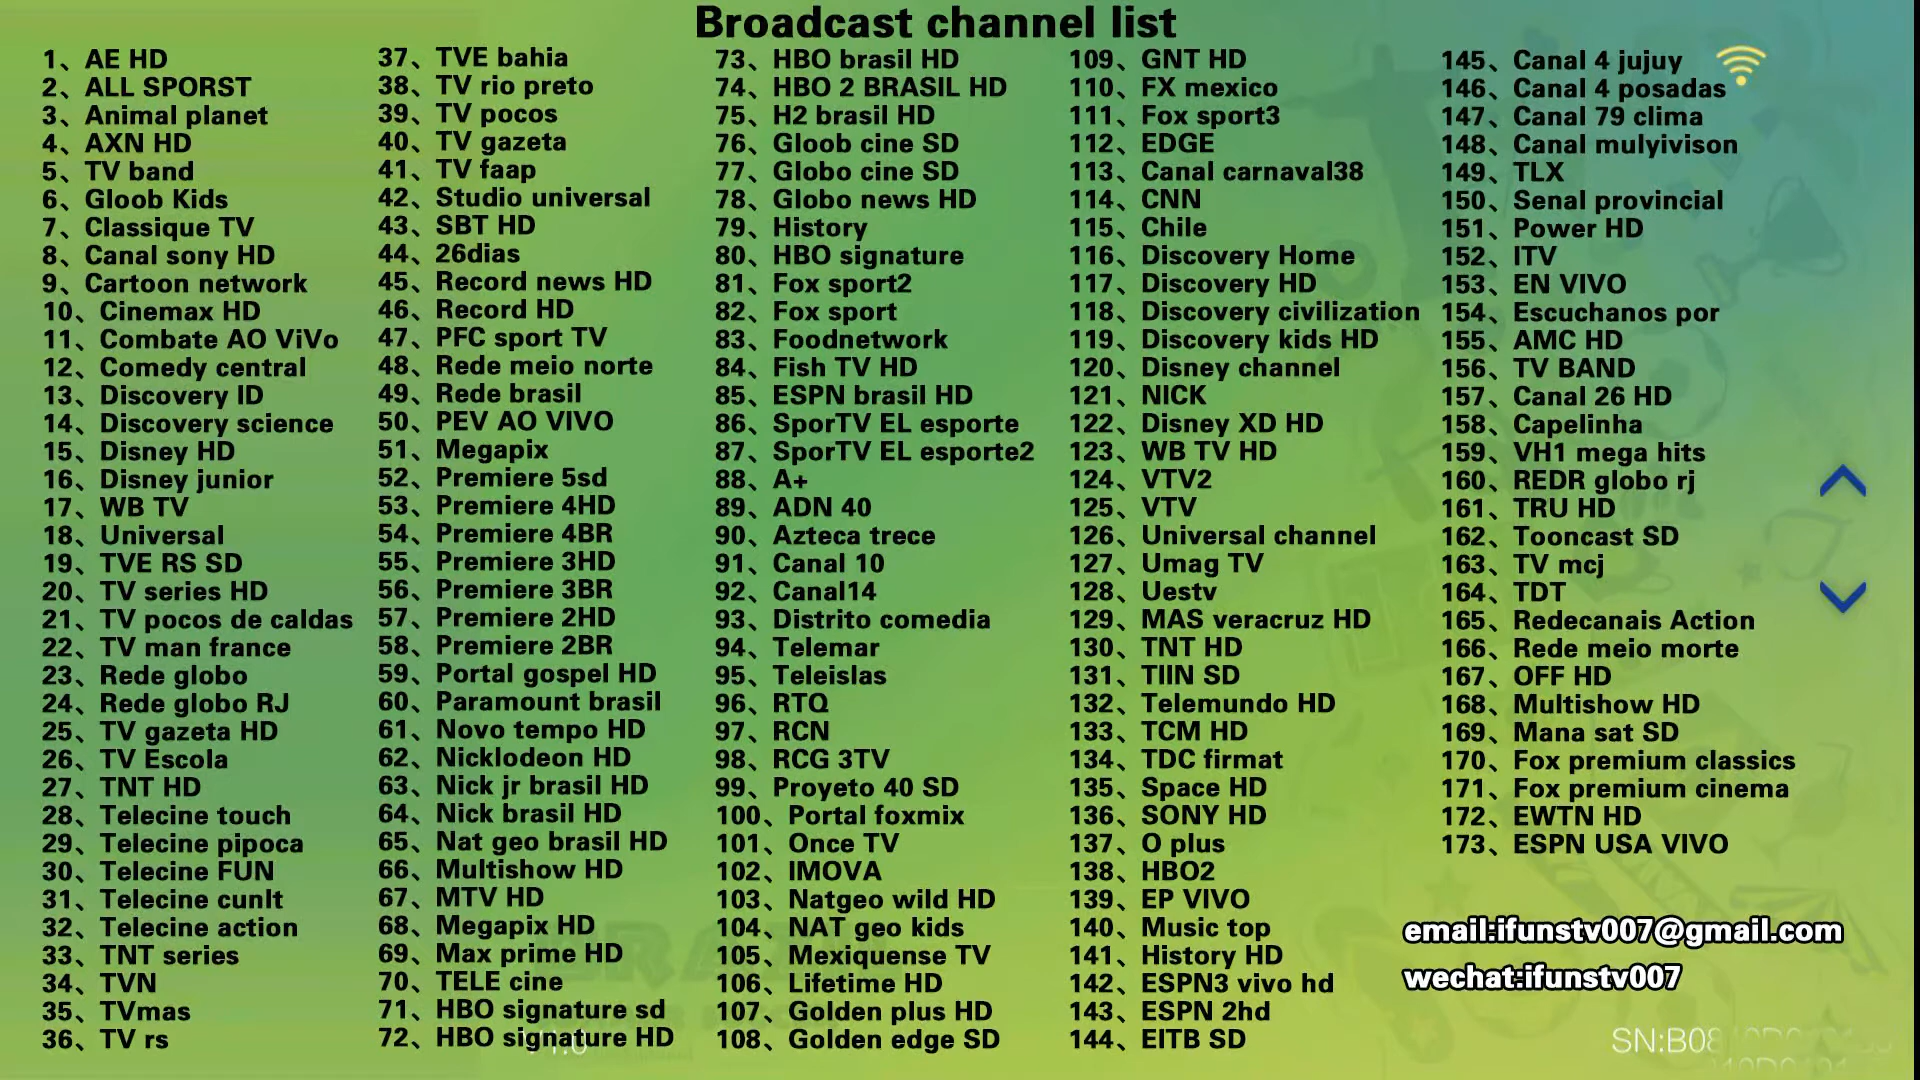 Broadcast channel list
1、AE HD
2、ALL SPORST
3、Animal planet
4、AXN HD
5、TV band
6、Gloob Kids
7、Classique TV
8、Canal sony HD
9、Cartoon network
10、Cinemax HD
11、Combate AO ViVo
12、Comedy central
13、Discovery ID
14、Discovery science
15、Disney HD
16、Disney junior
17、WB TV
18、Universal
19、TVE RS SD
20、TV series HD
21、TV pocos de caldas
22、TV man france
23、Rede globo
24、Rede globo RJ
25、TV gazeta HD
26、TV Escola
27、TNT HD
28、Telecine touch
29、Telecine pipoca
30、Telecine FUN
31、Telecine cunlt
32、Telecine action
33、TNT series
34、TVN
35、TVmas
36、TV rs
37、TVE bahia
38、TV rio preto
39、TV pocos
40、TV gazeta
41、TV faap
42、Studio universal
43、SBT HD
44、26dias
45、Record news HD
46、Record HD
47、PFC sport TV
48、Rede meio norte
49、Rede brasil
50、PEV AO VIVO
51、Megapix
52、Premiere 5sd
53、Premiere 4HD
54、Premiere 4BR
55、Premiere 3HD
56、Premiere 3BR
57、Premiere 2HD
58、Premiere 2BR
59、Portal gospel HD
60、Paramount brasil
61、Novo tempo HD
62、Nicklodeon HD
63、Nick jr brasil HD
64、Nick brasil HD
65、Nat geo brasil HD
66、Multishow HD
67、MTV HD
68、Megapix HD
69、Max prime HD
70、TELE cine
71、HBO signature sd
72、HBO signature HD
73、HBO brasil HD
74、HBO 2 BRASIL HD
75、H2 brasil HD
76、Gloob cine SD
77、Globo cine SD
78、Globo news HD
79、History
80、HBO signature
81、Fox sport2
82、Fox sport
83、Foodnetwork
84、Fish TV HD
85、ESPN brasil HD
86、SporTV EL esporte
87、SporTV EL esporte2
88、A+
89、ADN 40
90、Azteca trece
91、Canal 10
92、Canal14
93、Distrito comedia
94、Telemar
95、Teleislas
96、RTQ
97、RCN
98、RCG 3TV
99、Proyeto 40 SD
100、Portal foxmix
101、Once TV
102、IMOVA
103、Natgeo wild HD
104、NAT geo kids
105、Mexiquense TV
106、Lifetime HD
107、Golden plus HD
108、Golden edge SD
109、GNT HD
110、FX mexico
111、Fox sport3
112、EDGE
113、Canal carnaval38
114、CNN
115、Chile
116、Discovery Home
117、Discovery HD
118、Discovery civilization
119、Discovery kids HD
120、Disney channel
121、NICK
122、Disney XD HD
123、WB TV HD
124、VTV2
125、VTV
126、Universal channel
127、Umag TV
128、Uestv
129、MAS veracruz HD
130、TNT HD
131、TIIN SD
132、Telemundo HD
133、TCM HD
134、TDC firmat
135、Space HD
136、SONY HD
137、O plus
138、HBO2
139、EP VIVO
140、Music top
141、History HD
142、ESPN3 vivo hd
143、ESPN 2hd
144、EITB SD
145、Canal 4 jujuy
146、Canal 4 posadas
147、Canal 79 clima
148、Canal mulyivison
149、TLX
150、Senal provincial
151、Power HD
152、ITV
153、EN VIVO
154、Escuchanos por
155、AMC HD
156、TV BAND
157、Canal 26 HD
158、Capelinha
159、VH1 mega hits
160、REDR globo rj
161、TRU HD
162、Tooncast SD
163、TV mcj
164、TDT
165、Redecanais Action
166、Rede meio morte
167、OFF HD
168、Multishow HD
169、Mana sat SD
170、Fox premium classics
171、Fox premium cinema
172、EWTN HD
173、ESPN USA VIVO
email:ifunstv007@gmail.com
wechat:ifunstv007